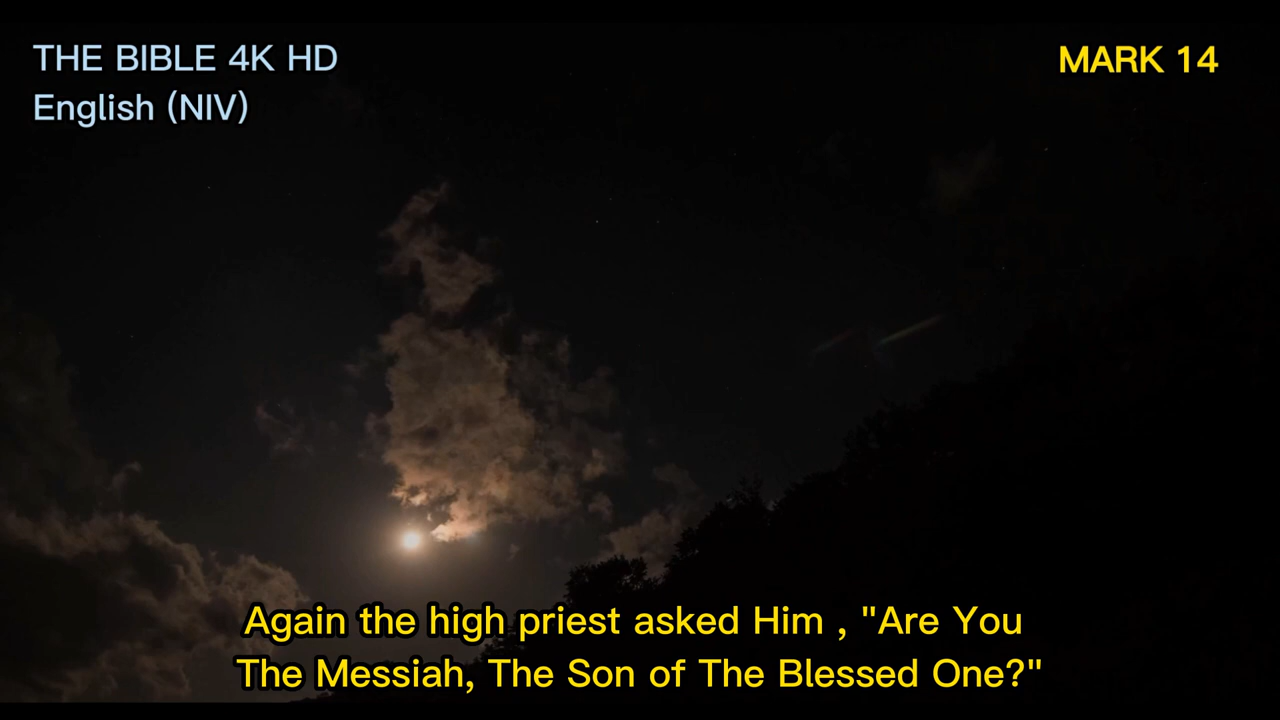 THE BIBLE 4K HD
English (NIV)
MARK 14
Again the high priest asked Him , "Are You
The Messiah, The Son of The Blessed One?"